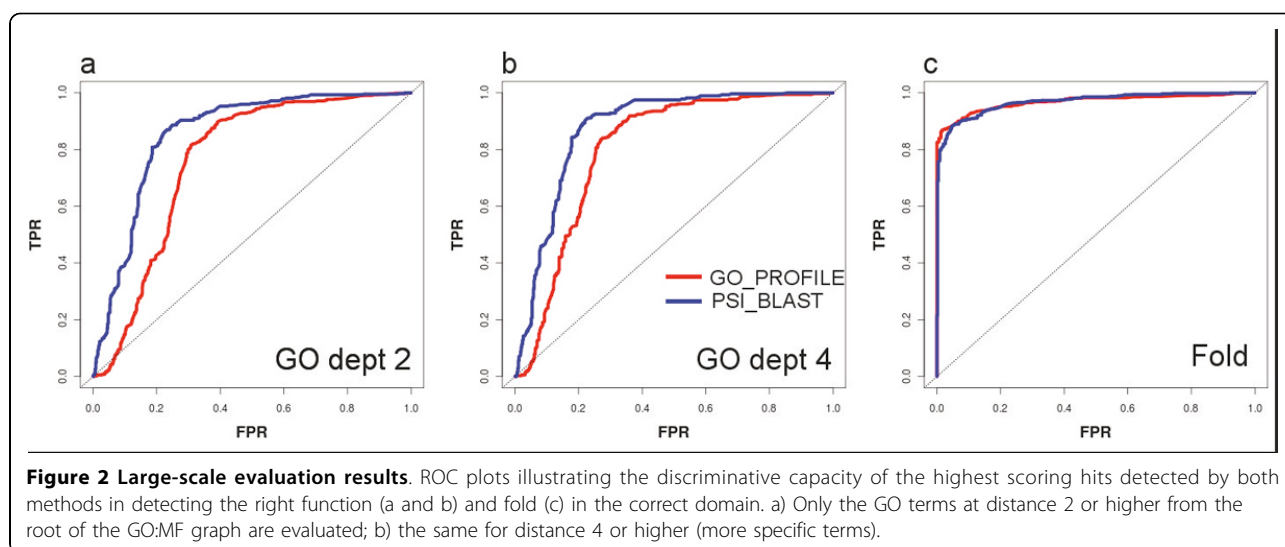 a
b
c
1.0
0.8
0.6
0.4
0.2
0.0
TPR
0.0 0.2 0.4 0.6 0.8 1.0
FPR
GO dept 2
1.0
0.8
0.6
0.4
0.2
0.0
TPR
0.0 0.2 0.4 0.6 0.8 1.0
FPR
GO_PROFILE
PSI_BLAST
GO dept 4
1.0
0.8
0.6
0.4
0.2
0.0
TPR
0.0 0.2 0.4 0.6 0.8 1.0
FPR
Fold
Figure 2 Large-scale evaluation results. ROC plots illustrating the discriminative capacity of the highest scoring hits detected by both
methods in detecting the right function (a and b) and fold (c) in the correct domain. a) Only the GO terms at distance 2 or higher from the
root of the GO:MF graph are evaluated; b) the same for distance 4 or higher (more specific terms).